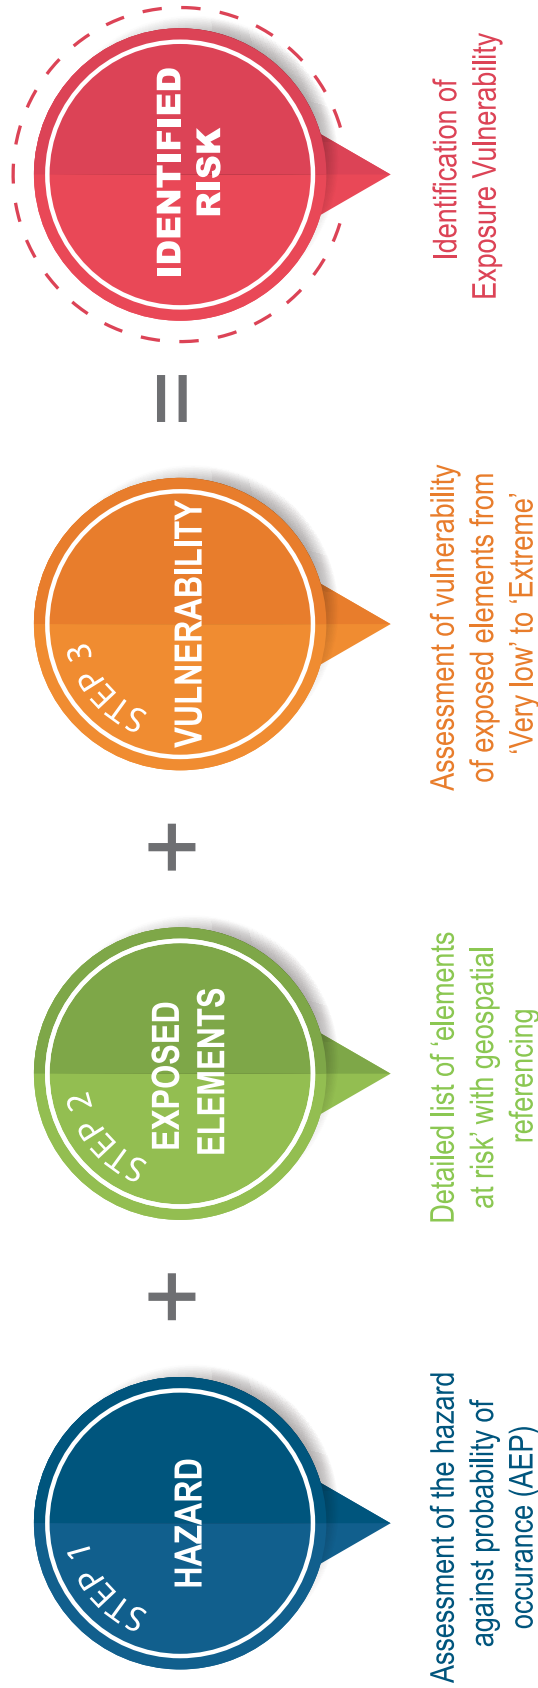 STEP 1
HAZARD
Assessment of the hazard
against probability of
occurance (AEP)
+
STEP 2
EXPOSED
ELEMENTS
Detailed list of ‘elements
at risk’ with geospatial
referencing
+
STEP 3
VULNERABILITY
Assessment of vulnerability
of exposed elements from
‘Very low’ to ‘Extreme’
=
IDENTIFIED
RISK
Identification of
Exposure Vulnerability